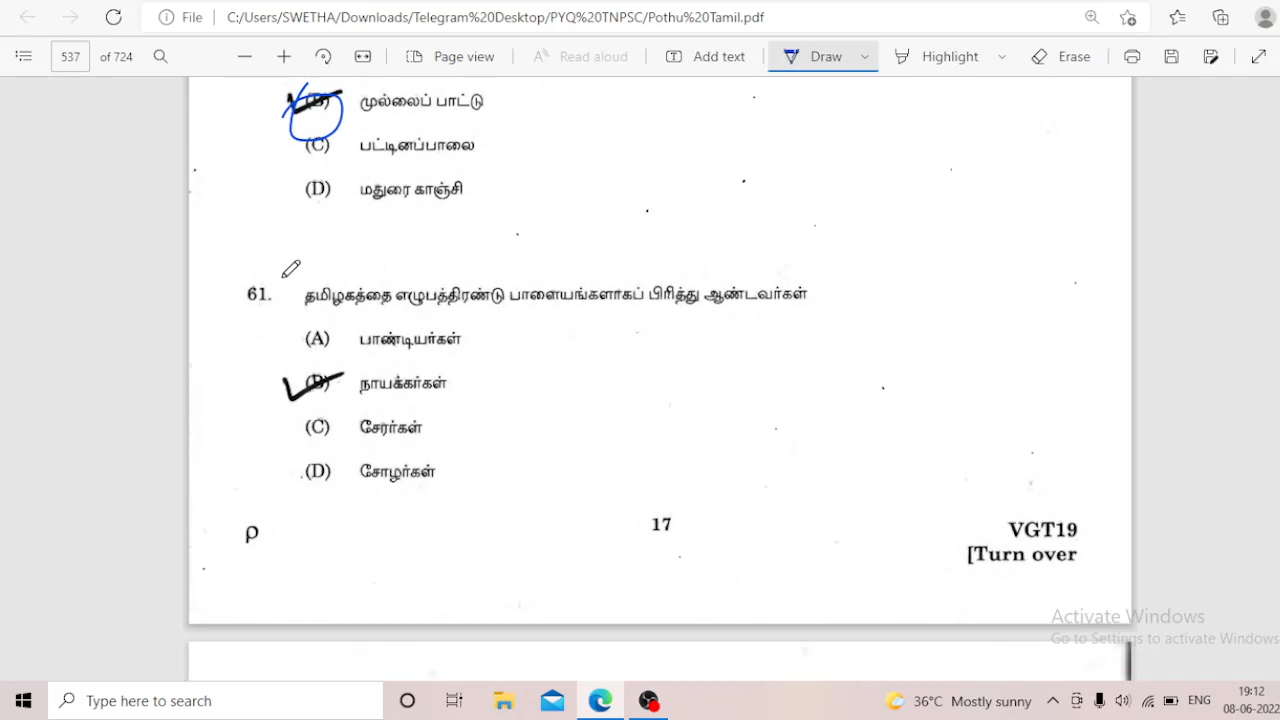 File
C:/Users/SWETHA/Downloads/Telegram%20Desktop/PYQ%20TNPSC/Pothu%20Tamil.pdf
537 of 724
Page view
Read aloud
Add text
Draw
Highlight
Erase
(B) முல்லைப் பாட்டு
(C) பட்டினப்பாலை
(D) மதுரை காஞ்சி
61. தமிழகத்தை எழுபத்திரண்டு பாளையங்களாகப் பிரித்து ஆண்டவர்கள்
(A) பாண்டியர்கள்
(B) நாயக்கர்கள்
(C) சேரர்கள்
(D) சோழர்கள்
ρ
17
VGT19
[Turn over
Activate Windows
Go to Settings to activate Windows
Type here to search
36°C Mostly sunny
ENG
19:12
08-06-2022